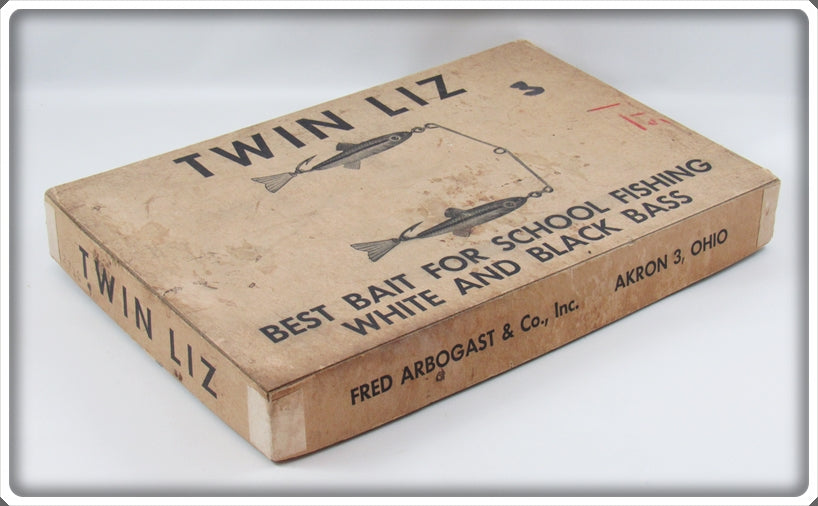 TWIN LIZ
BEST BAIT FOR SCHOOL FISHING
WHITE AND BLACK BASS
TWIN LIZ
FRED ARBOGAST & Co., Inc. AKRON 3, OHIO